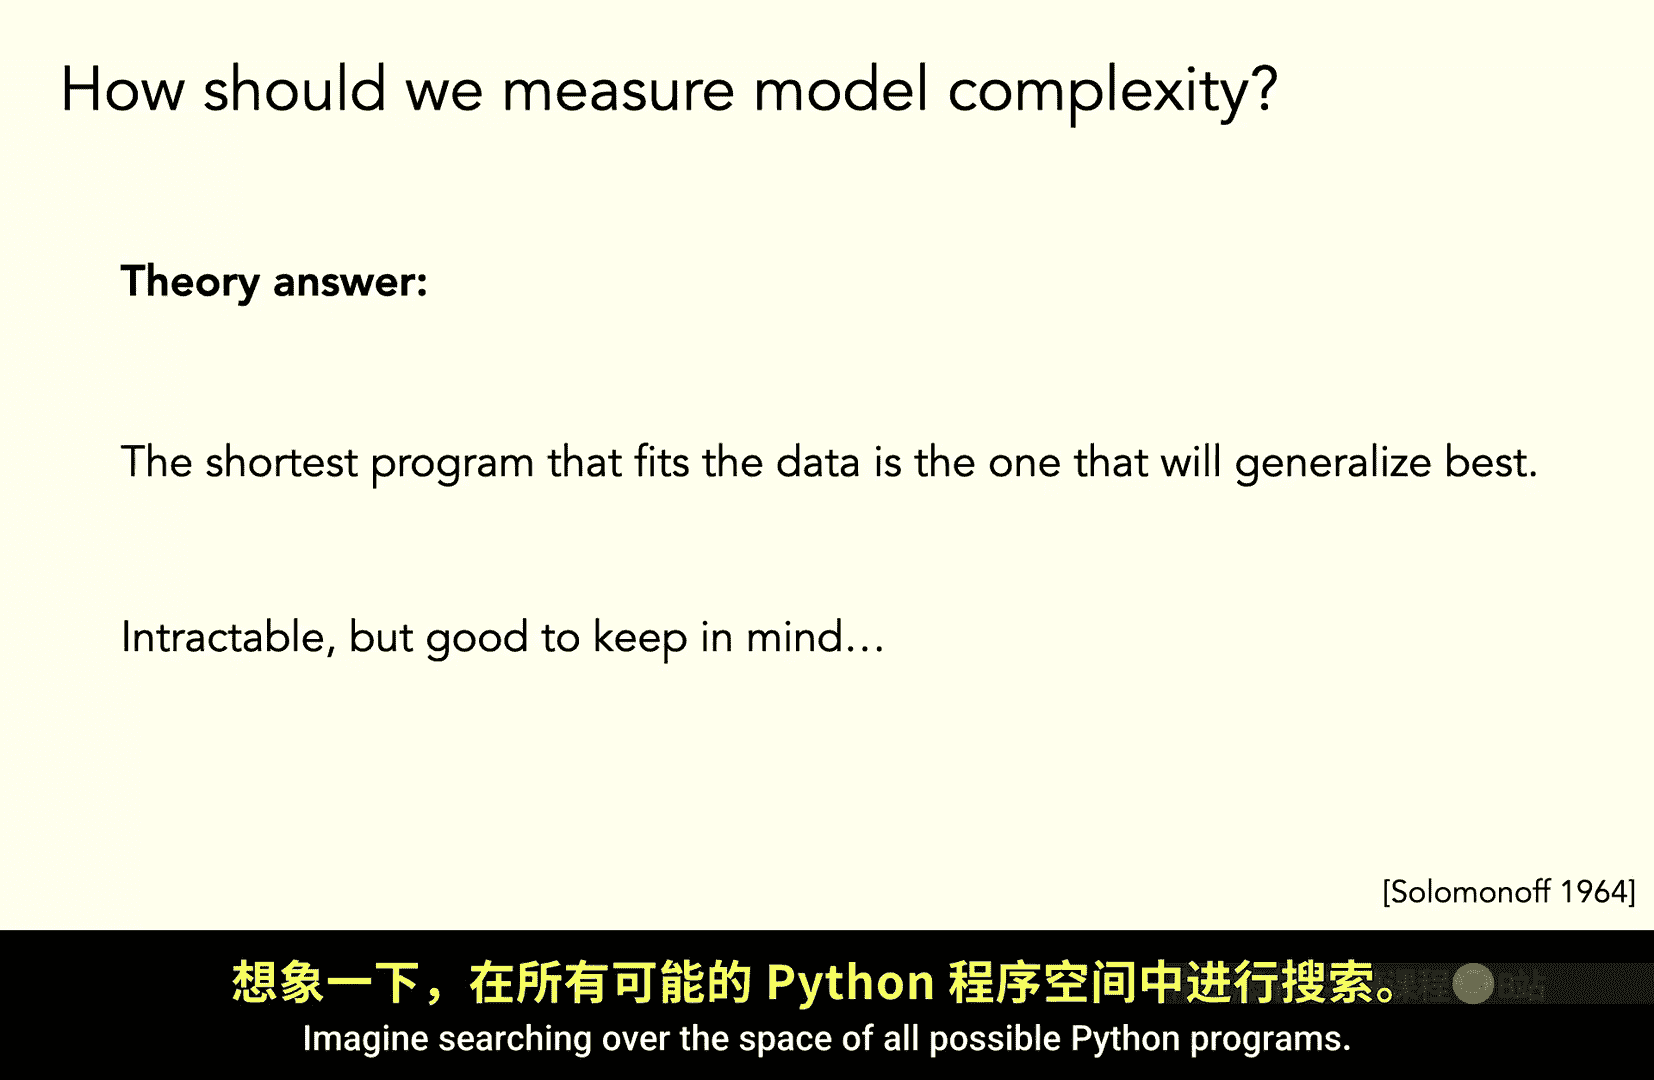 How should we measure model complexity?
Theory answer:
The shortest program that fits the data is the one that will generalize best.
Intractable, but good to keep in mind…
[Solomonoff 1964]
想象一下，在所有可能的 Python 程序空间中进行搜索。
Imagine searching over the space of all possible Python programs.